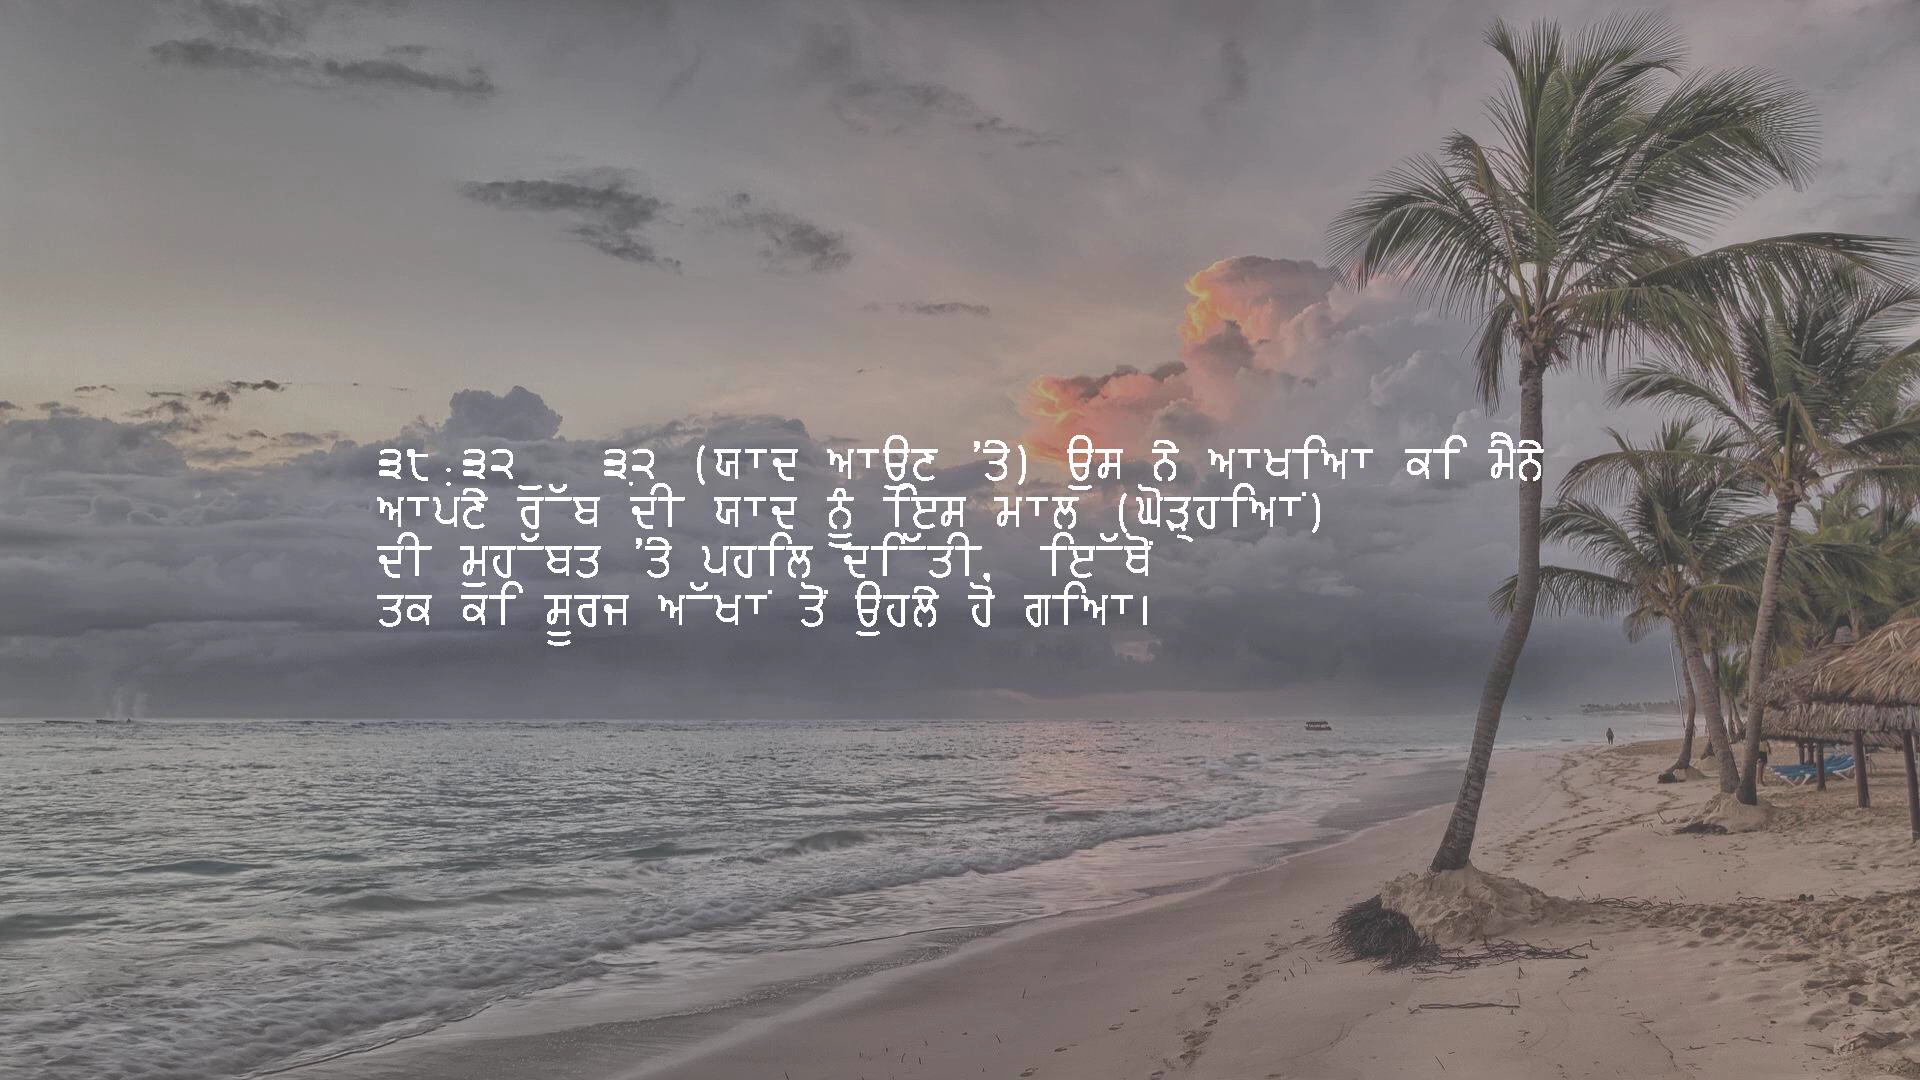 ੩੮:੩੨  ੩੨ (ਯਾਦ ਆਉਣ 'ਤੇ) ਉਸ ਨੇ ਆਖਿਆ ਕਿ ਮੈਨੇ
ਆਪਣੇ ਰੁੱਬ ਦੀ ਯਾਦ ਨੂੰ ਇਸ ਮਾਲ (ਘੋੜ੍ਹਿਆਂ)
ਦੀ ਮੁਹੱਬਤ 'ਤੇ ਪਹਿਲ ਦਿੱਤੀ, ਇੱਥੋਂ
ਤਕ ਕਿ ਸੂਰਜ ਅੱਖਾਂ ਤੋਂ ਉਹਲੇ ਹੋ ਗਿਆ।